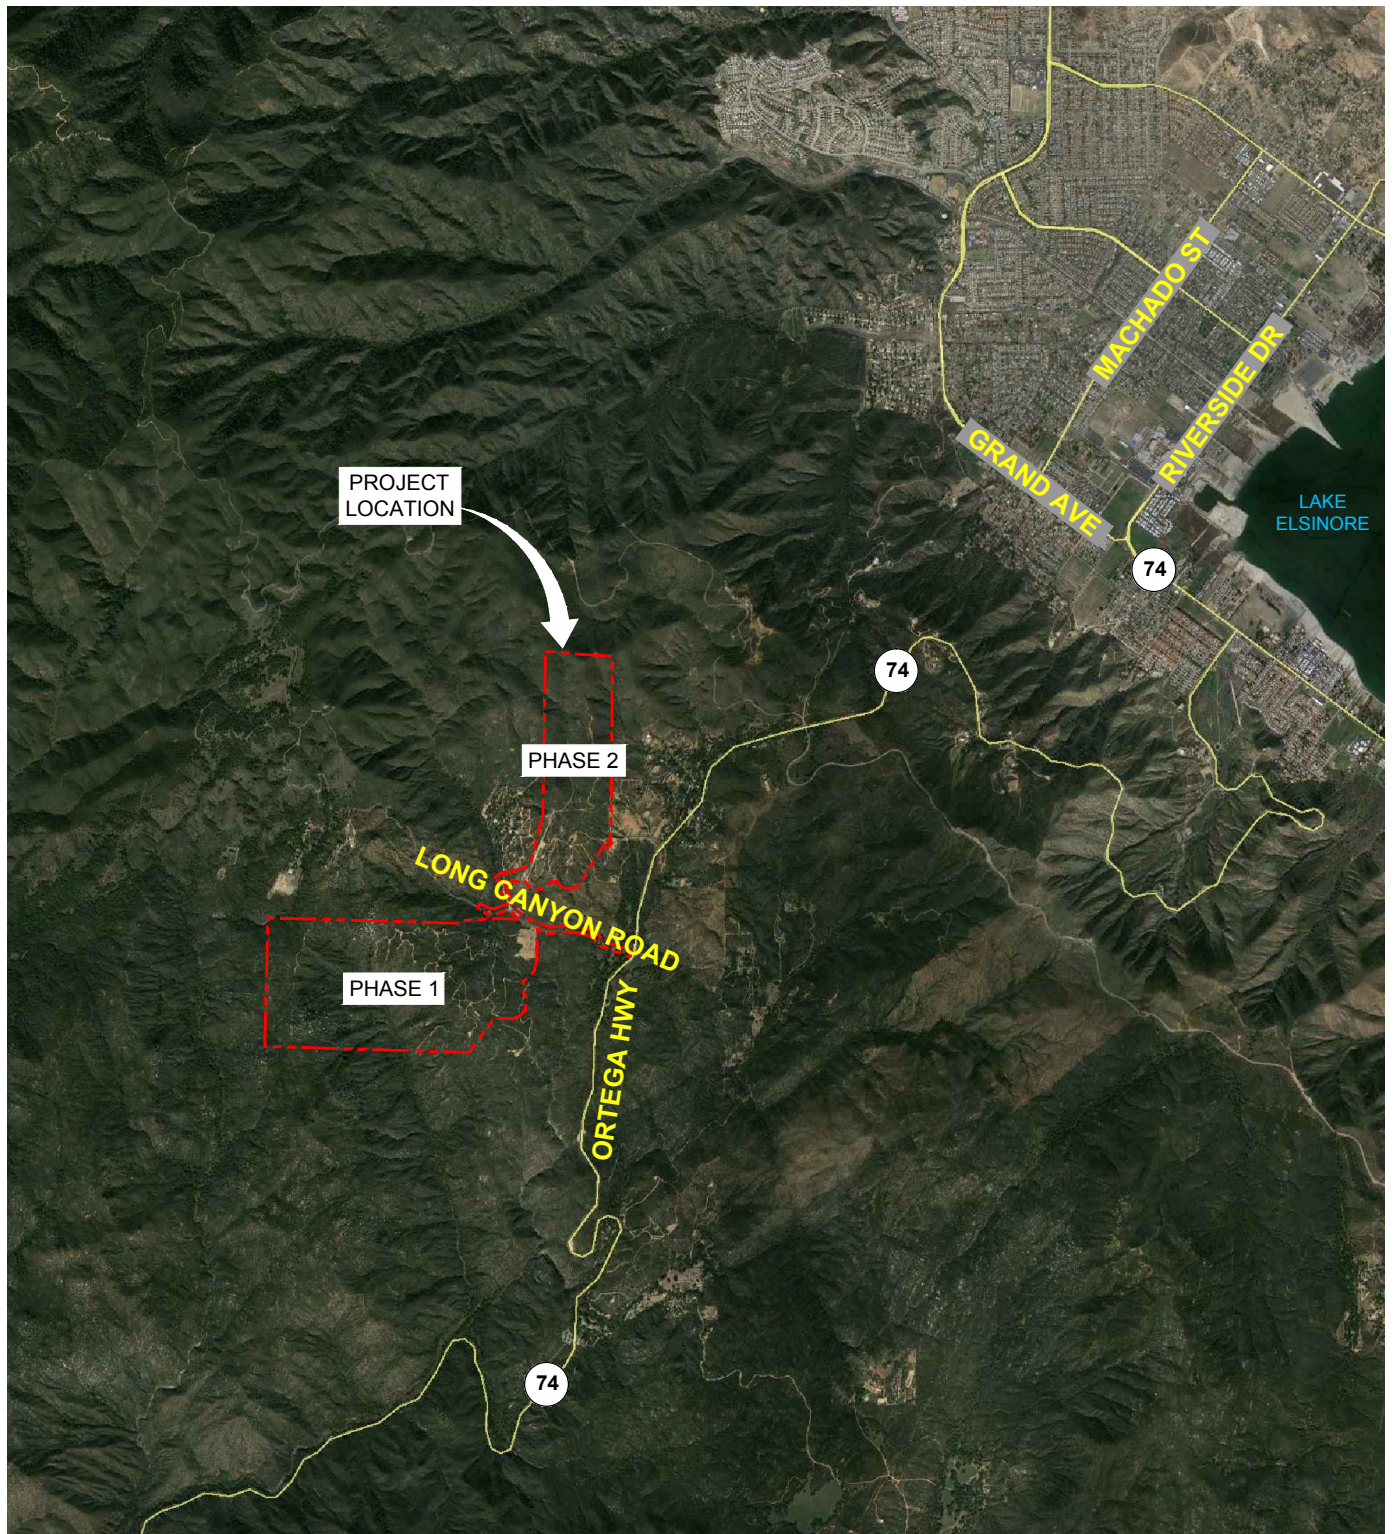 MACHADO ST
RIVERSIDE DR
GRAND AVE
PROJECT
LOCATION
LAKE
ELSINORE
74
74
PHASE 2
LONG CANYON ROAD
PHASE 1
ORTEGA HWY
74